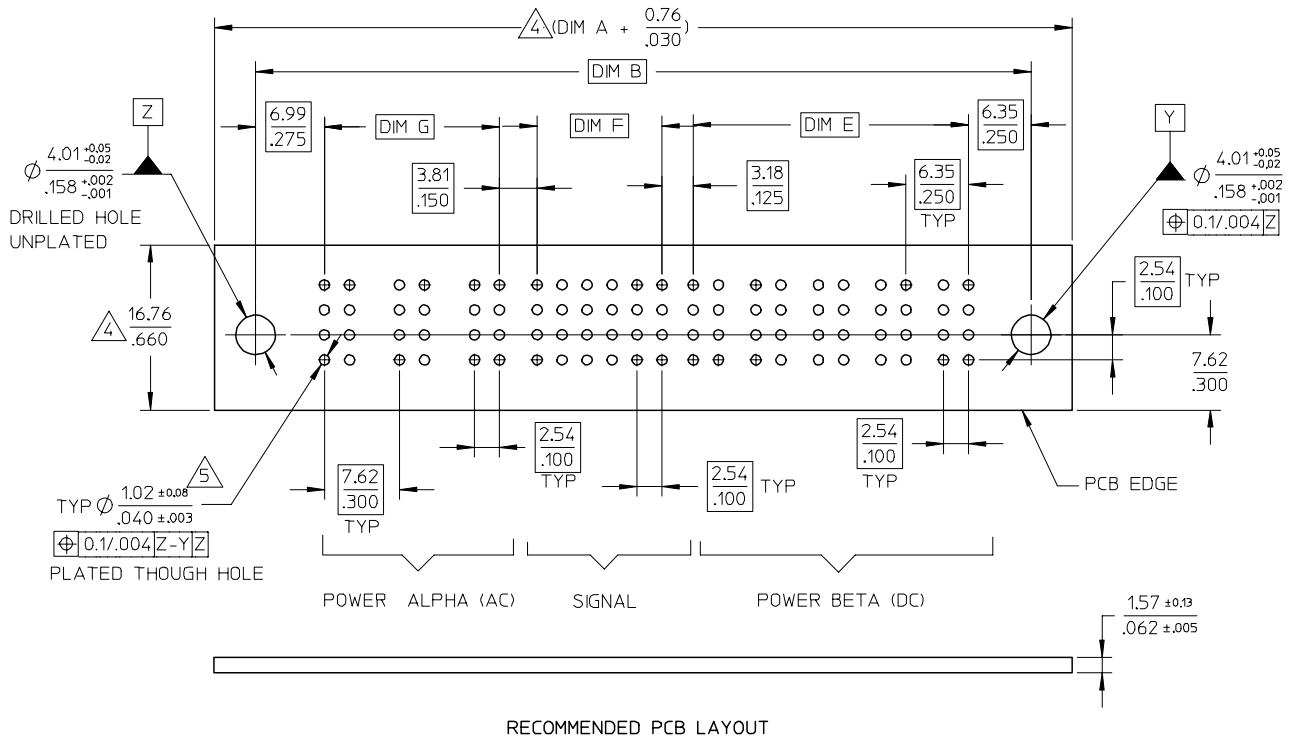 4 (DIM A + 0.76
.030)
DIM B
Z
6.99
.275
DIM G
DIM F
DIM E
6.35
.250
Y
Ø 4.01 +0.05 -0.02
.158 +.002 -.001
DRILLED HOLE
UNPLATED
3.81
.150
3.18
.125
6.35
.250
TYP
Ø 4.01 +0.05 -0.02
.158 +.002 -.001
⌖ 0.1/.004 Z
2.54
.100 TYP
4 16.76
.660
7.62
.300
2.54
.100
TYP
2.54
.100 TYP
2.54
.100
TYP
7.62
.300
TYP
5
TYP Ø 1.02 ±0.08
.040 ±.003
⌖ 0.1/.004 Z-Y Z
PLATED THOUGH HOLE
PCB EDGE
POWER ALPHA (AC)
SIGNAL
POWER BETA (DC)
1.57 ±0.13
.062 ±.005
RECOMMENDED PCB LAYOUT